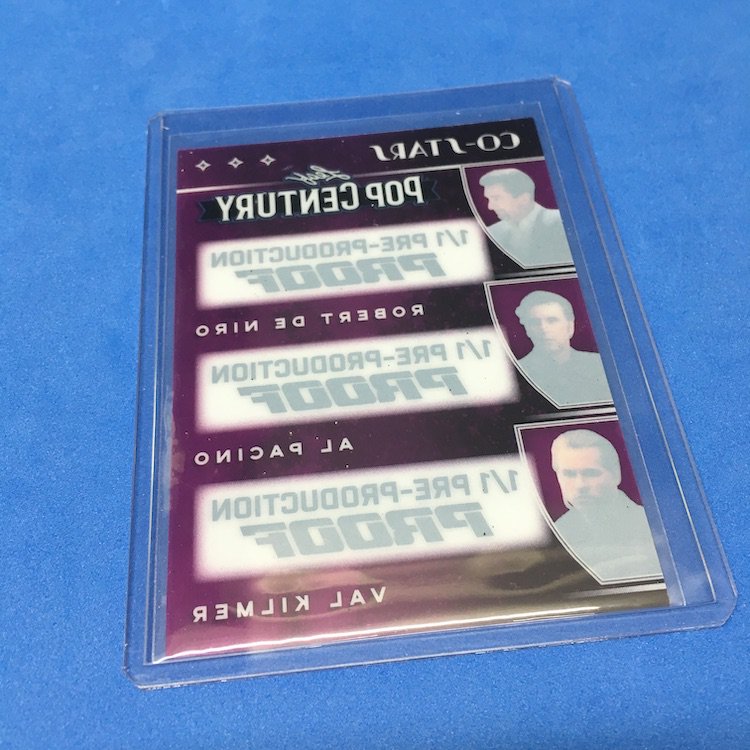 CO-STARS
Leaf
POP CENTURY
1/1 PRE-PRODUCTION
PROOF
ROBERT DE NIRO
1/1 PRE-PRODUCTION
PROOF
AL PACINO
1/1 PRE-PRODUCTION
PROOF
VAL KILMER